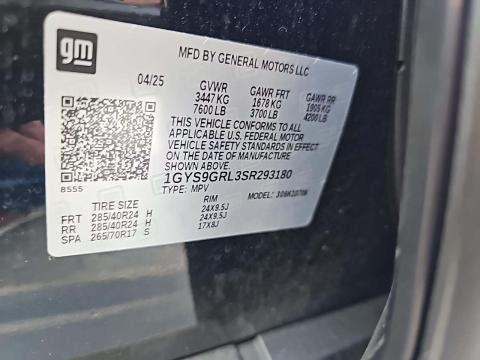 gm
MFD BY GENERAL MOTORS LLC
04/25
GVWR GAWR FRT GAWR RR
3447 KG 1678 KG 1905 KG
7600 LB 3700 LB 4200 LB
THIS VEHICLE CONFORMS TO ALL
APPLICABLE U.S. FEDERAL MOTOR
VEHICLE SAFETY STANDARDS IN EFFECT
ON THE DATE OF MANUFACTURE
SHOWN ABOVE
1GYS9GRL3SR293180
TYPE: MPV MODEL:
8555
TIRE SIZE RIM
FRT 285/40R24 H 24X9.5J
RR 285/40R24 H 24X9.5J
SPA 265/70R17 S 17X8J